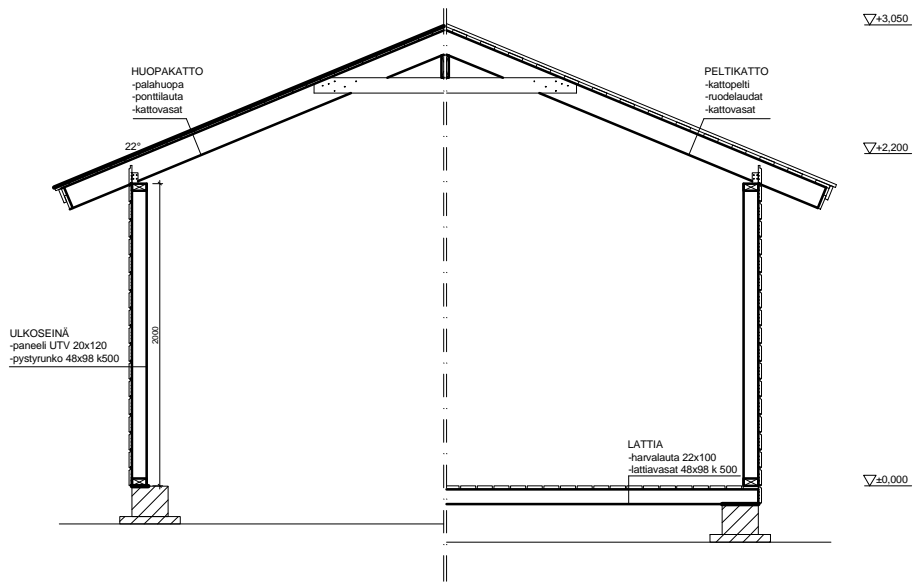 +3,050
HUOPAKATTO
-palahuopa
-ponttilauta
-kattovasat
PELTIKATTO
-kattopelti
-ruodelaudat
-kattovasat
22°
+2,200
ULKOSEINÄ
-paneeli UTV 20x120
-pystyrunko 48x98 k500
2000
LATTIA
-harvalauta 22x100
-lattiavasat 48x98 k 500
±0,000